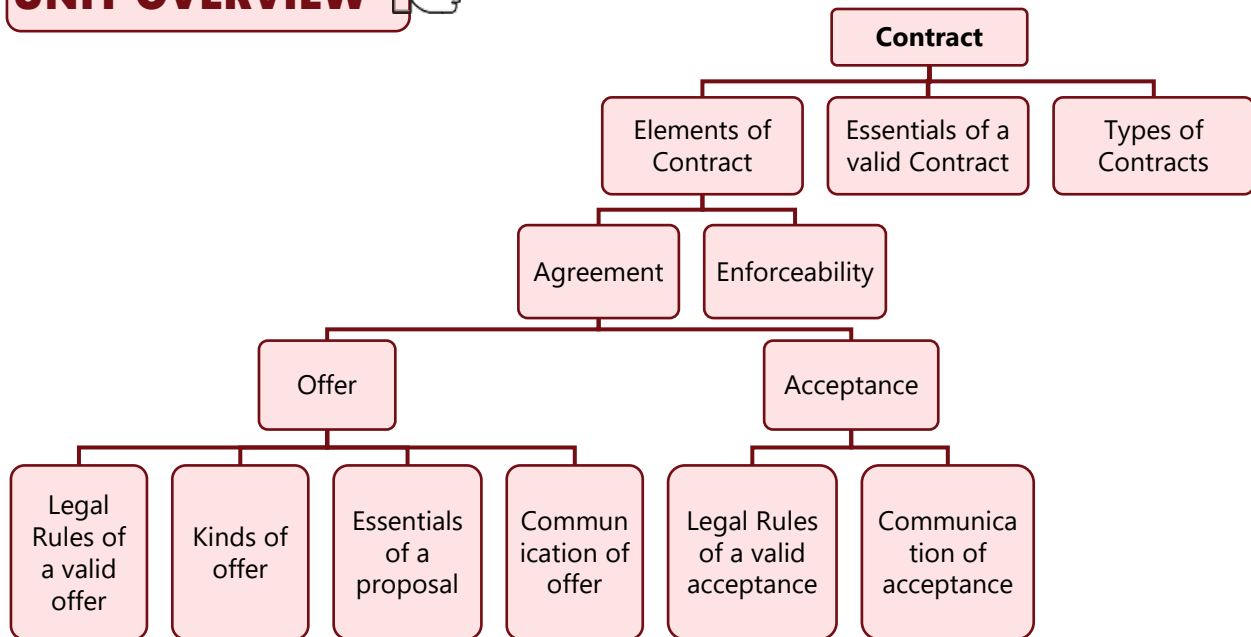 UNIT OVERVIEW
Contract
Elements of
Contract
Essentials of a
valid Contract
Types of
Contracts
Agreement
Enforceability
Offer
Acceptance
Legal
Rules of
a valid
offer
Kinds of
offer
Essentials
of a
proposal
Commun
ication of
offer
Legal Rules
of a valid
acceptance
Communica
tion of
acceptance